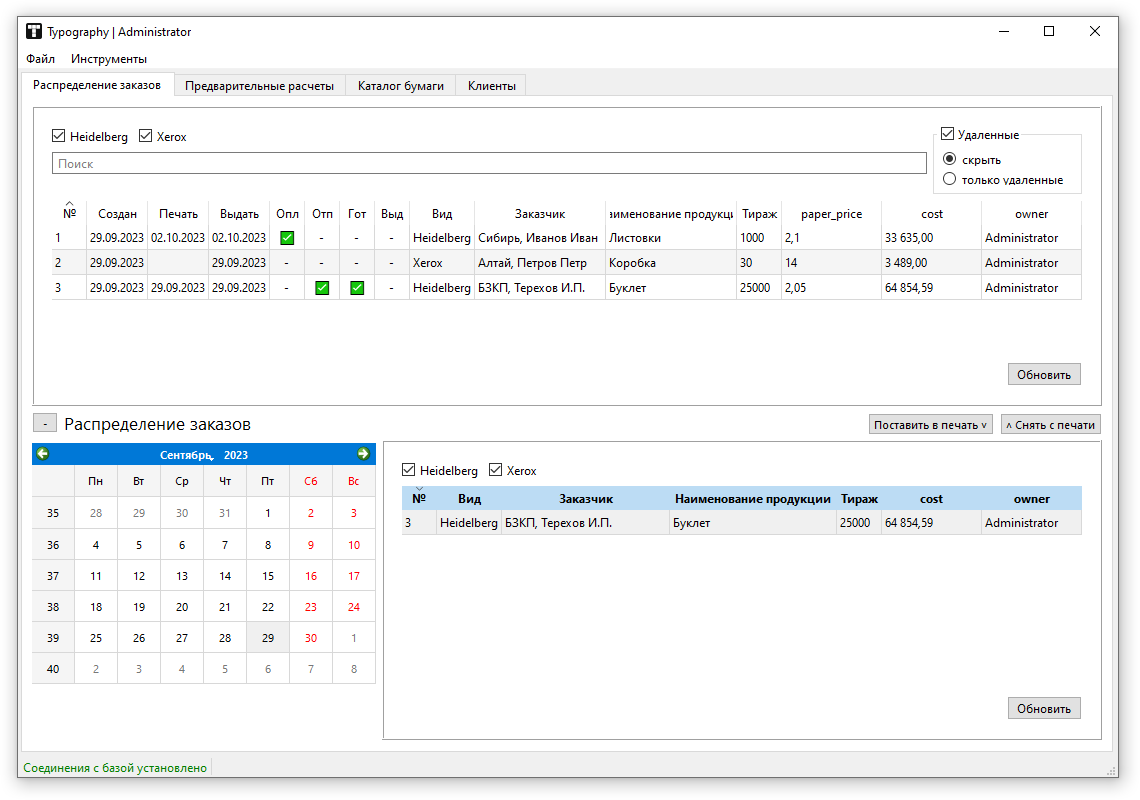 Typography | Administrator
Файл Инструменты
Распределение заказов Предварительные расчеты Каталог бумаги Клиенты
Heidelberg Xerox Удаленные
Поиск
скрыть
только удаленные
№ Создан Печать Выдать Опл Отп Гот Выд Вид Заказчик аименование продукци Тираж paper_price cost owner
1 29.09.2023 02.10.2023 02.10.2023 - - - Heidelberg Сибирь, Иванов Иван Листовки 1000 2,1 33 635,00 Administrator
2 29.09.2023 29.09.2023 - - - - Xerox Алтай, Петров Петр Коробка 30 14 3 489,00 Administrator
3 29.09.2023 29.09.2023 29.09.2023 - - Heidelberg БЗКП, Терехов И.П. Буклет 25000 2,05 64 854,59 Administrator
Обновить
- Распределение заказов Поставить в печать v ^ Снять с печати
Сентябрь, 2023
Пн Вт Ср Чт Пт Сб Вс
35 28 29 30 31 1 2 3
36 4 5 6 7 8 9 10
37 11 12 13 14 15 16 17
38 18 19 20 21 22 23 24
39 25 26 27 28 29 30 1
40 2 3 4 5 6 7 8
Heidelberg Xerox
№ Вид Заказчик Наименование продукции Тираж cost owner
3 Heidelberg БЗКП, Терехов И.П. Буклет 25000 64 854,59 Administrator
Обновить
Соединения с базой установлено